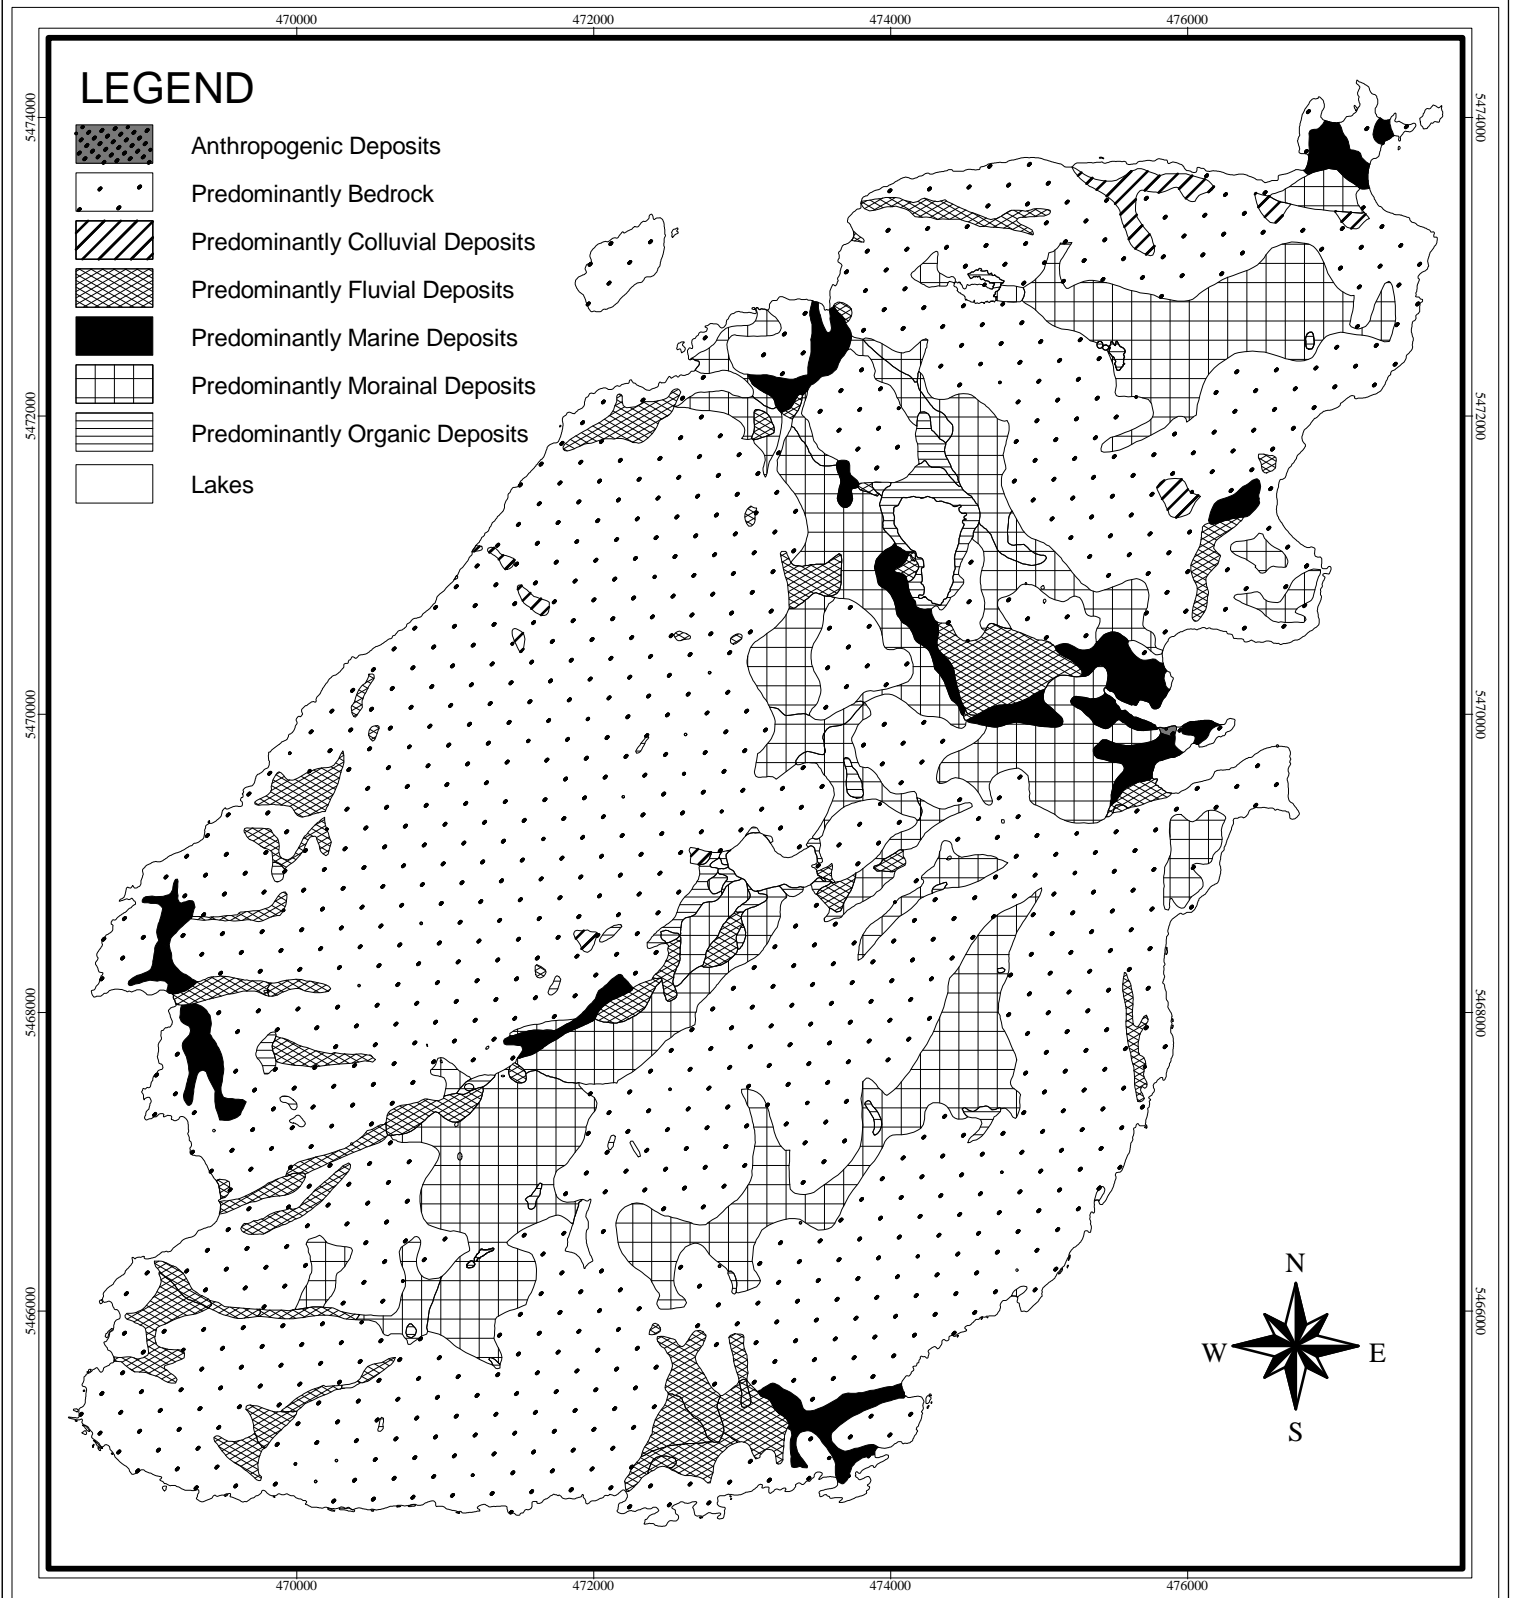 470000 472000 474000 476000
LEGEND
5474000 5474000
Anthropogenic Deposits
Predominantly Bedrock
Predominantly Colluvial Deposits
Predominantly Fluvial Deposits
Predominantly Marine Deposits
Predominantly Morainal Deposits
5472000 5472000
Predominantly Organic Deposits
Lakes
5470000 5470000
5468000 5468000
N
5466000 5466000
W E
S
470000 472000 474000 476000